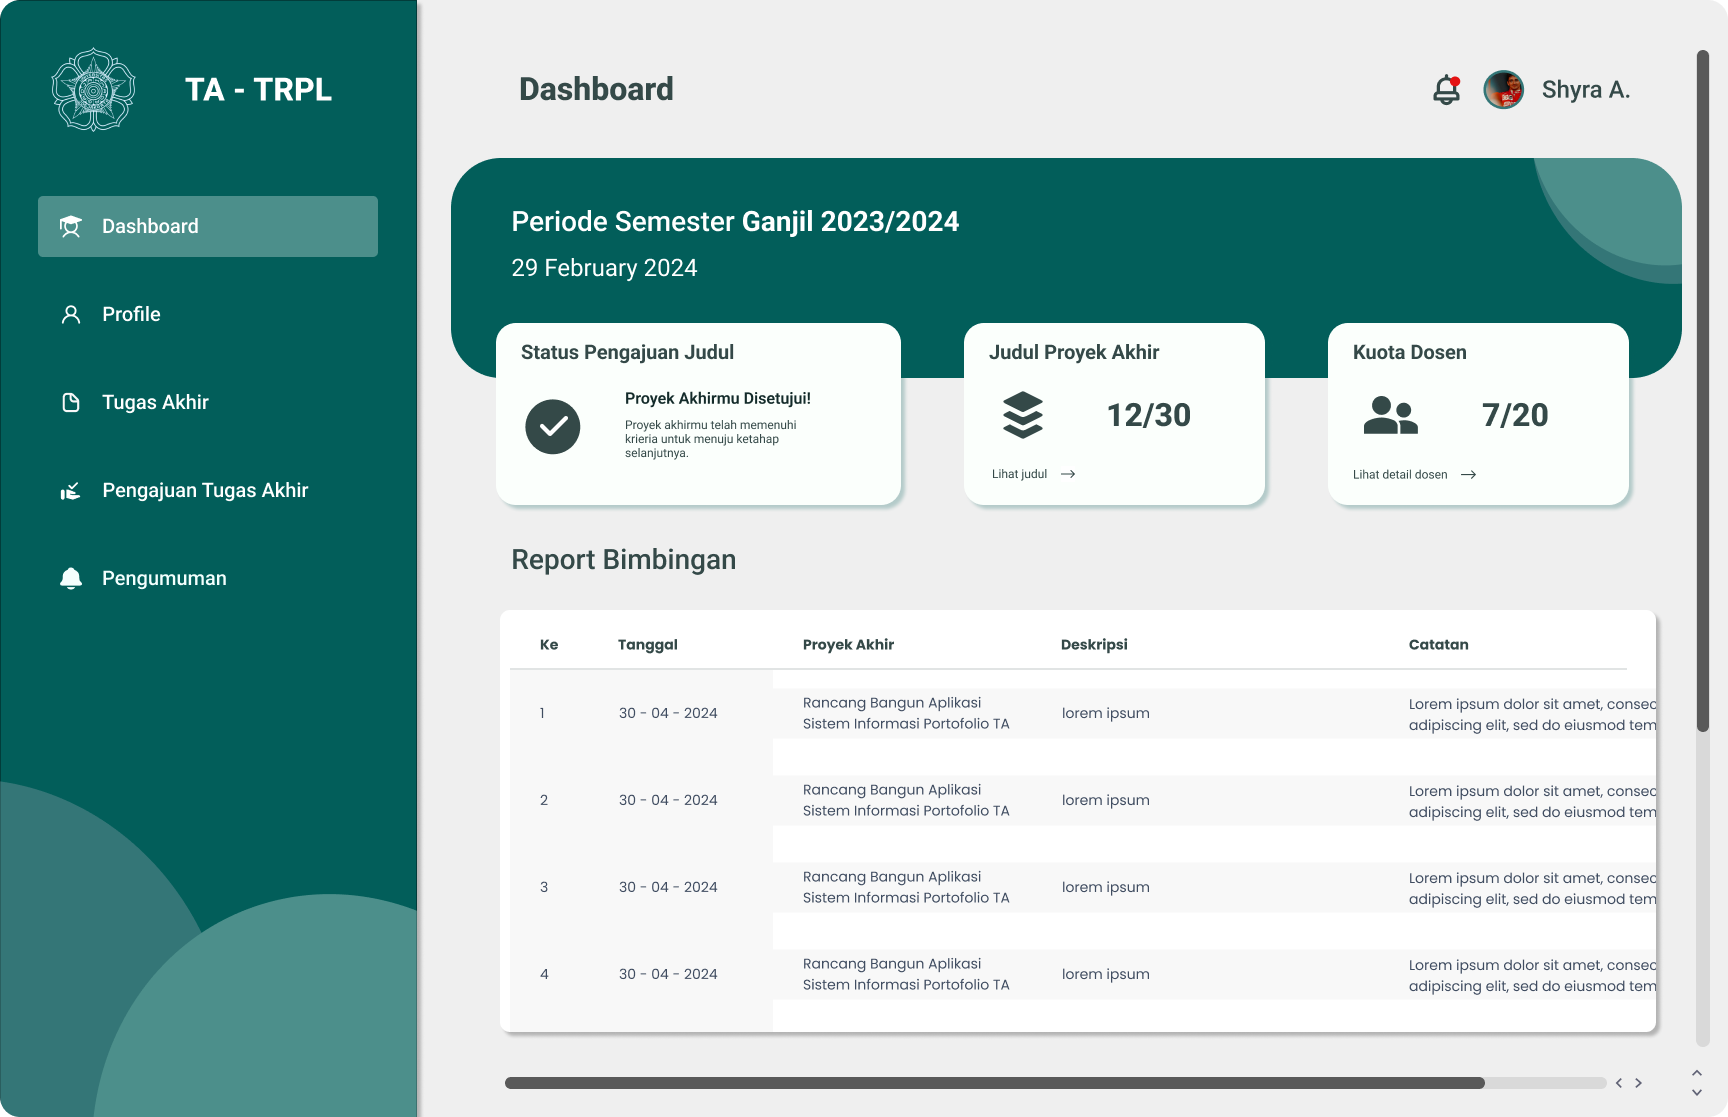 TA - TRPL
Dashboard
Profile
Tugas Akhir
Pengajuan Tugas Akhir
Pengumuman
Dashboard
Shyra A.
Periode Semester Ganjil 2023/2024
29 February 2024
Status Pengajuan Judul
Proyek Akhirmu Disetujui!
Proyek akhirmu telah memenuhi
krieria untuk menuju ketahap
selanjutnya.
Judul Proyek Akhir
12/30
Lihat judul
Kuota Dosen
7/20
Lihat detail dosen
Report Bimbingan
Ke Tanggal Proyek Akhir Deskripsi Catatan
1 30 - 04 - 2024 Rancang Bangun Aplikasi
Sistem Informasi Portofolio TA lorem ipsum Lorem ipsum dolor sit amet, consec
adipiscing elit, sed do eiusmod tem
2 30 - 04 - 2024 Rancang Bangun Aplikasi
Sistem Informasi Portofolio TA lorem ipsum Lorem ipsum dolor sit amet, consec
adipiscing elit, sed do eiusmod tem
3 30 - 04 - 2024 Rancang Bangun Aplikasi
Sistem Informasi Portofolio TA lorem ipsum Lorem ipsum dolor sit amet, consec
adipiscing elit, sed do eiusmod tem
4 30 - 04 - 2024 Rancang Bangun Aplikasi
Sistem Informasi Portofolio TA lorem ipsum Lorem ipsum dolor sit amet, consec
adipiscing elit, sed do eiusmod tem